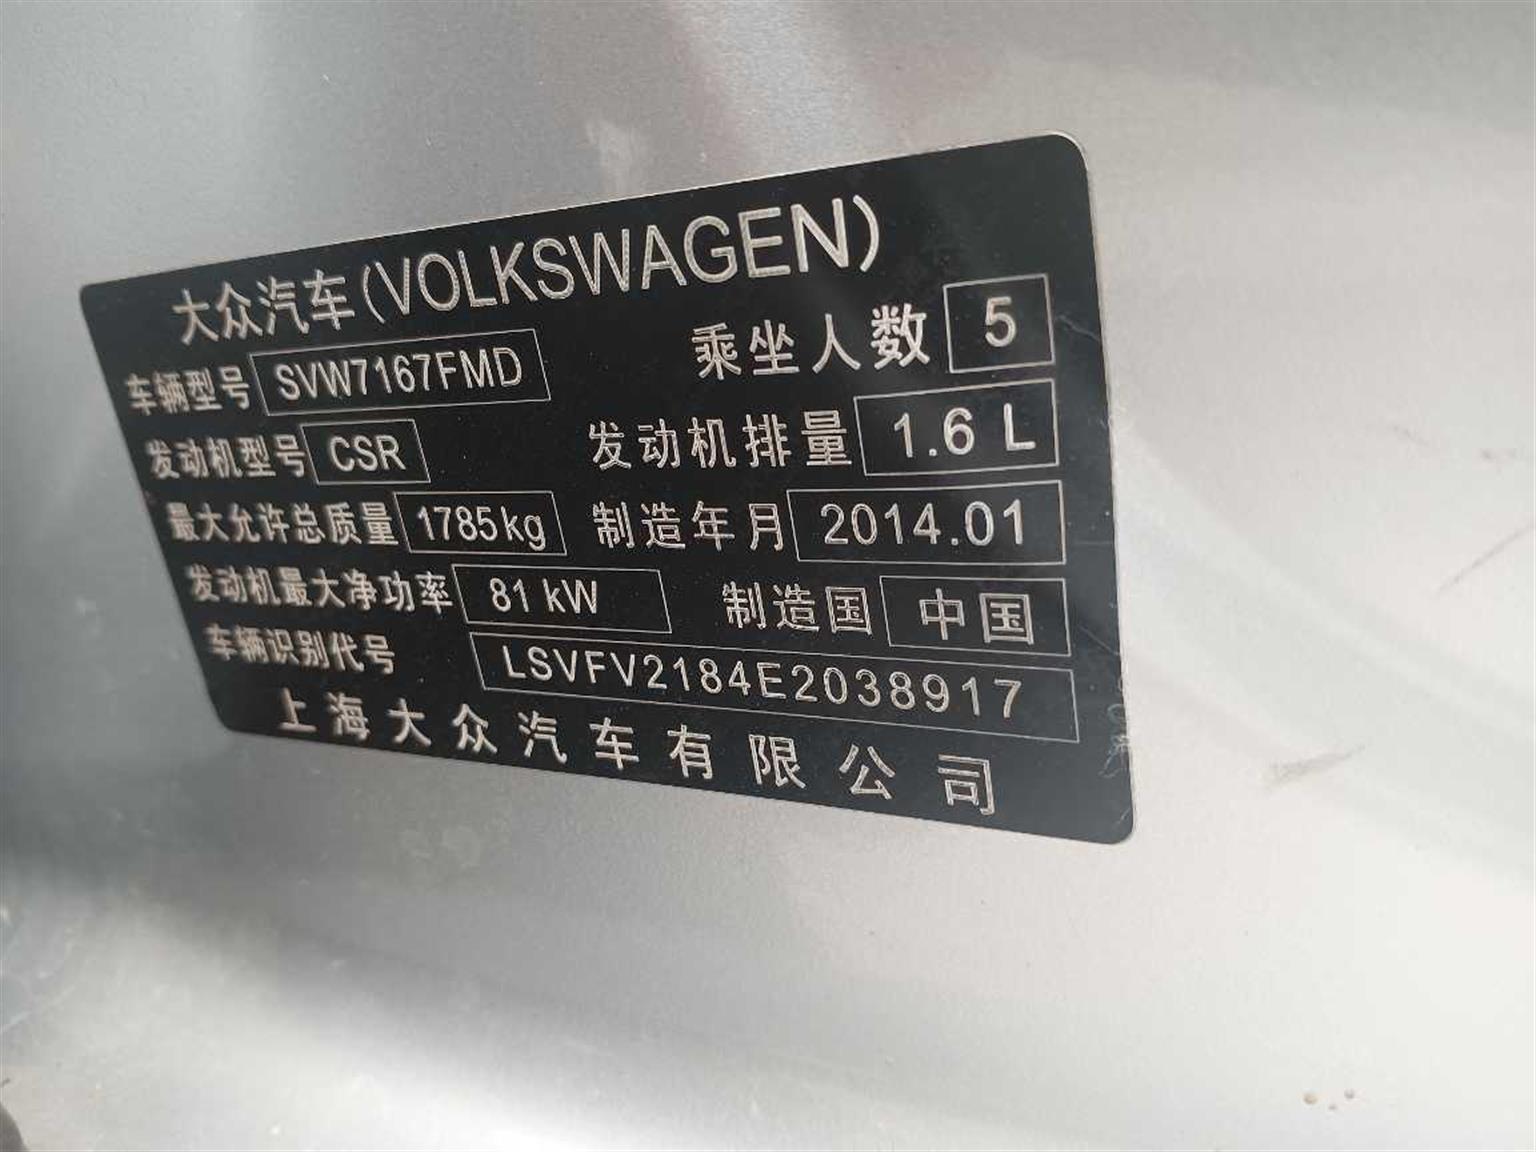 大众汽车(VOLKSWAGEN)
车辆型号 SVW7167FMD 乘坐人数 5
发动机型号 CSR 发动机排量 1.6 L
最大允许总质量 1785kg 制造年月 2014.01
发动机最大净功率 81 kW 制造国 中国
车辆识别代号 LSVFV2184E2038917
上海大众汽车有限公司